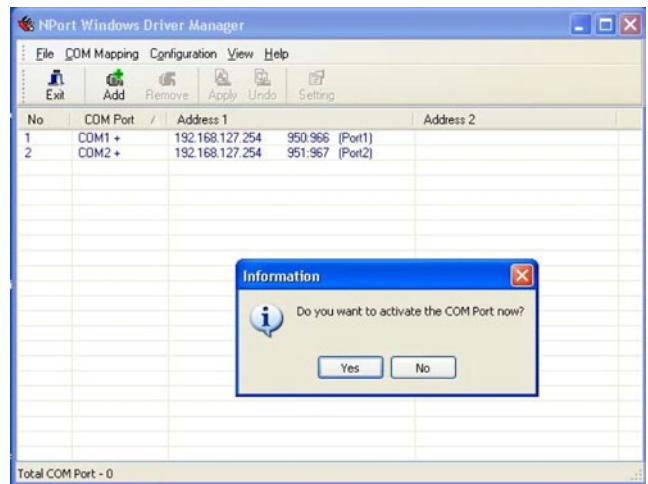 NPort Windows Driver Manager
File COM Mapping Configuration View Help
Exit Add Remove Apply Undo Setting
No COM Port / Address 1 Address 2
1 COM1 + 192.168.127.254 950:966 (Port1)
2 COM2 + 192.168.127.254 951:967 (Port2)
Information
Do you want to activate the COM Port now?
Yes No
Total COM Port - 0